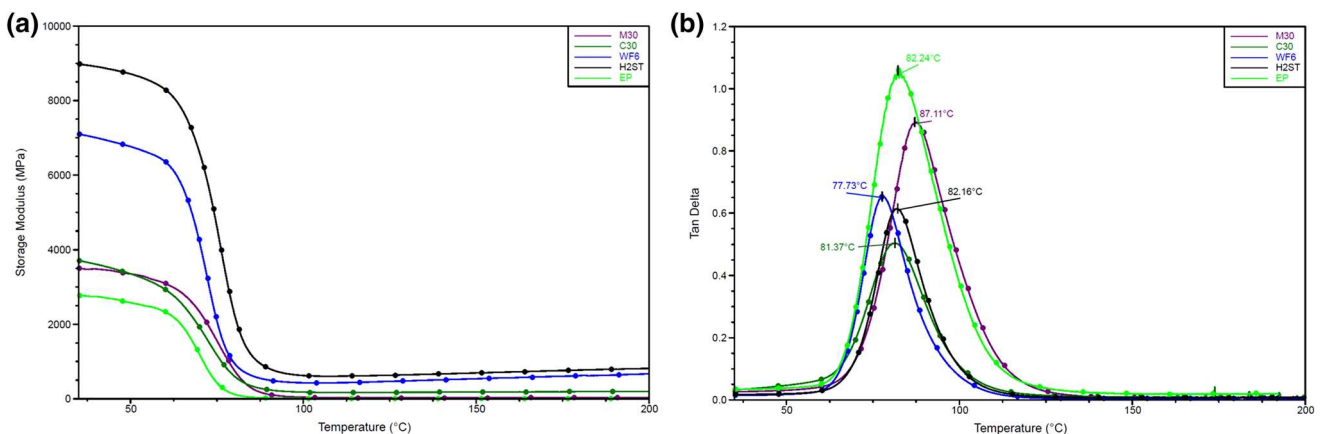 (a)
10000
8000
6000
4000
2000
0
Storage Modulus (MPa)
50
100
150
200
Temperature (°C)
M30
C30
WF6
H2ST
EP
(b)
1.2
1.0
0.8
0.6
0.4
0.2
0.0
Tan Delta
50
100
150
200
Temperature (°C)
82.24°C
87.11°C
77.73°C
82.16°C
81.37°C
M30
C30
WF6
H2ST
EP